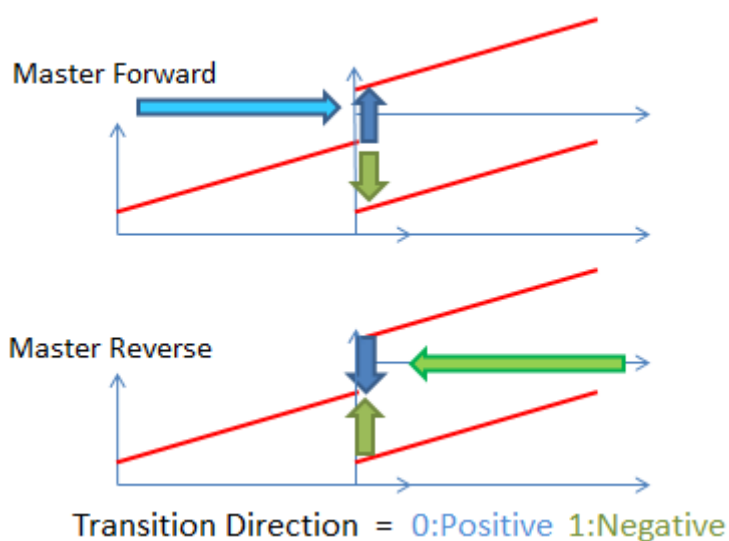 Master Forward
Master Reverse
Transition Direction = 0:Positive 1:Negative